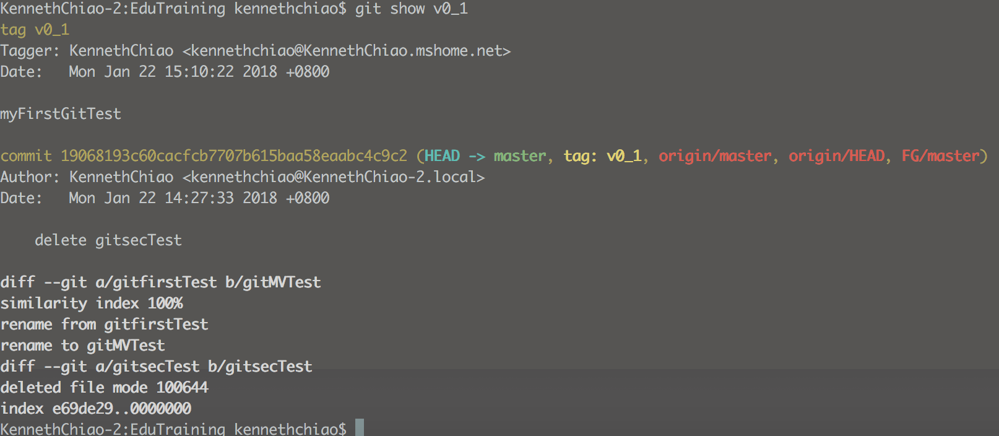 KennethChiao-2:EduTraining kennethchiao$ git show v0_1
tag v0_1
Tagger: KennethChiao <kennethchiao@KennethChiao.mshome.net>
Date:   Mon Jan 22 15:10:22 2018 +0800

myFirstGitTest

commit 19068193c60cacfcb7707b615baa58eaabc4c9c2 (HEAD -> master, tag: v0_1, origin/master, origin/HEAD, FG/master)
Author: KennethChiao <kennethchiao@KennethChiao-2.local>
Date:   Mon Jan 22 14:27:33 2018 +0800

    delete gitsecTest

diff --git a/gitfirstTest b/gitMVTest
similarity index 100%
rename from gitfirstTest
rename to gitMVTest
diff --git a/gitsecTest b/gitsecTest
deleted file mode 100644
index e69de29..0000000
KennethChiao-2:EduTraining kennethchiao$